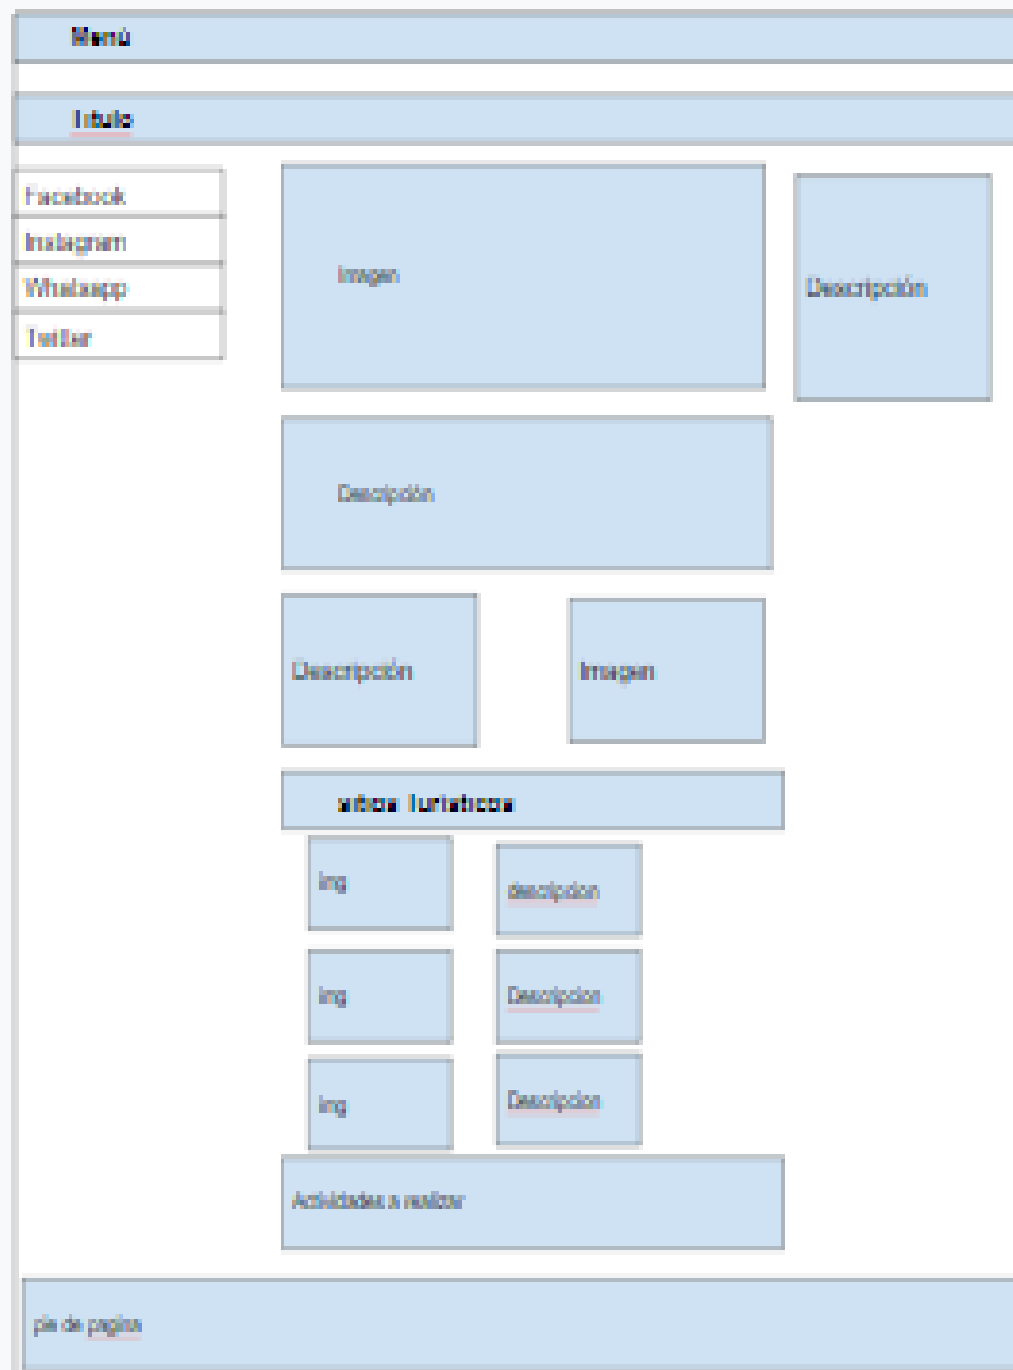 Menú
Titulo
Facebook
Instagram
Whatsapp
Twitter
Imagen
Descripción
Descripción
Descripción
Imagen
sitios Turisticos
img
descripcion
img
Descripcion
img
Descripcion
Actividades a realizar
pie de pagina